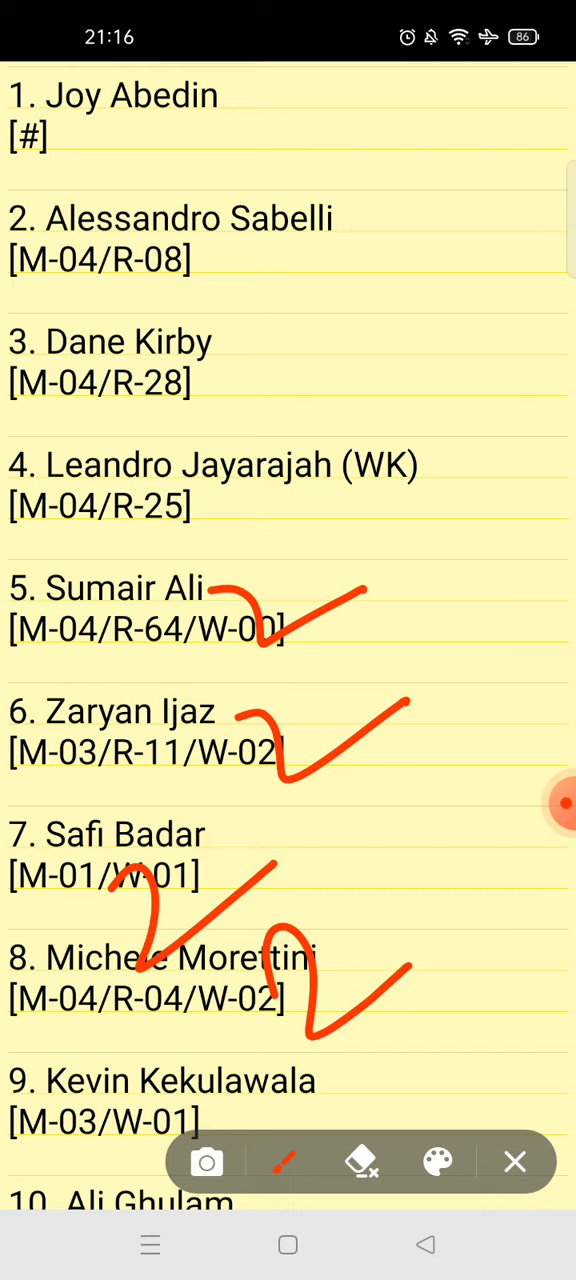 21:16
86
1. Joy Abedin
[#]
2. Alessandro Sabelli
[M-04/R-08]
3. Dane Kirby
[M-04/R-28]
4. Leandro Jayarajah (WK)
[M-04/R-25]
5. Sumair Ali
[M-04/R-64/W-00]
6. Zaryan Ijaz
[M-03/R-11/W-02]
7. Safi Badar
[M-01/W-01]
8. Michele Morettini
[M-04/R-04/W-02]
9. Kevin Kekulawala
[M-03/W-01]
10. Ali Ghulam